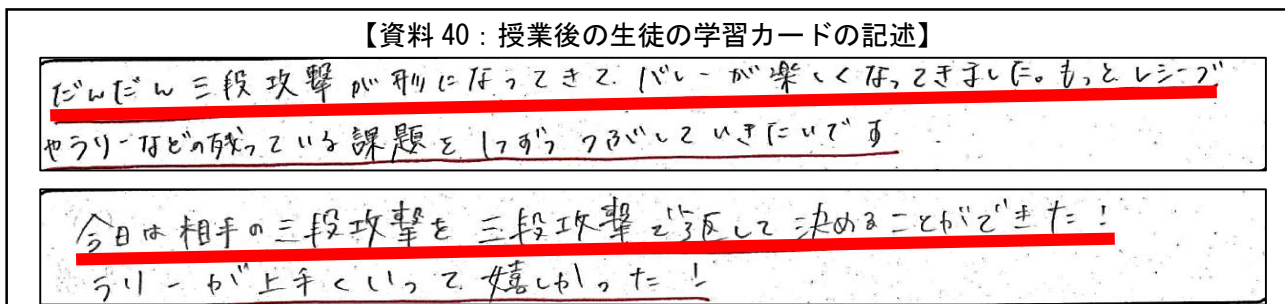 【資料 40：授業後の生徒の学習カードの記述】
だんだん三段攻撃が形になってきて、バレーが楽しくなってきました。もっとレシーブ
やラリーなどの残っている課題を1つずつつぶしていきたいです
今日は相手の三段攻撃を三段攻撃で返して決めることができた！
ラリーが上手くいって嬉しかった！